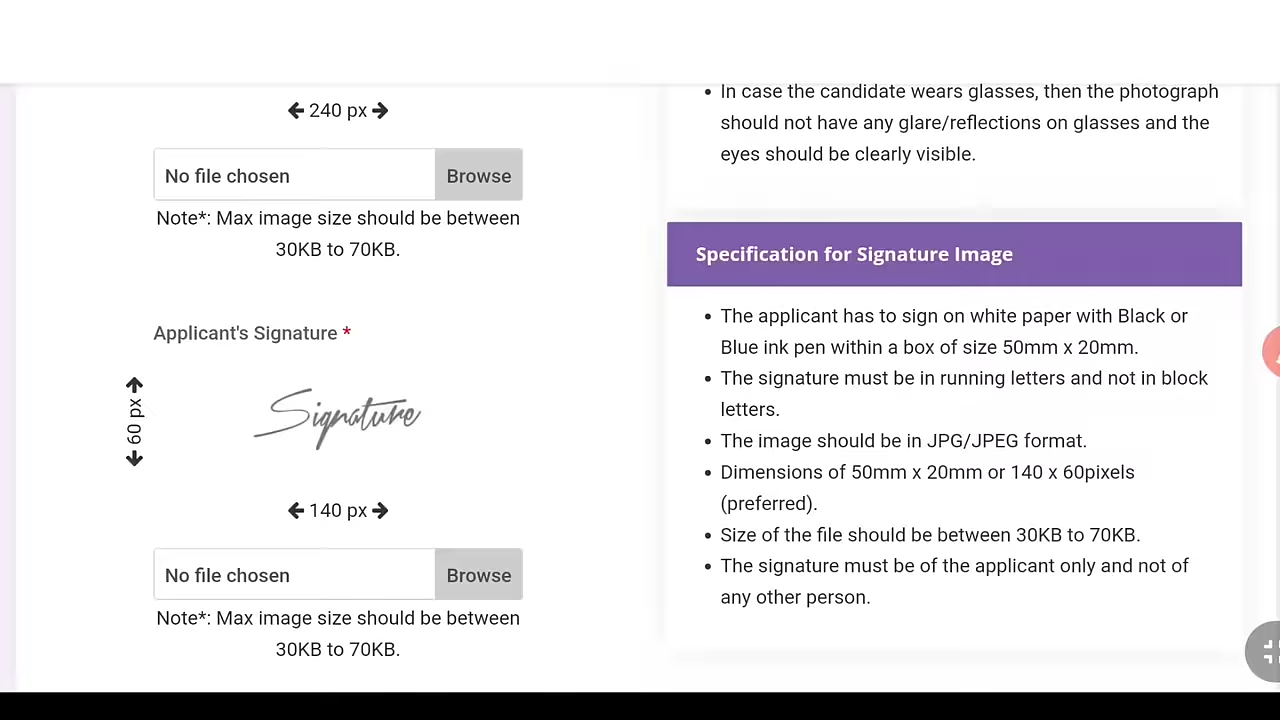 240 px
No file chosen Browse
Note*: Max image size should be between
30KB to 70KB.
Applicant's Signature *
60 px
Signature
140 px
No file chosen Browse
Note*: Max image size should be between
30KB to 70KB.
• In case the candidate wears glasses, then the photograph
should not have any glare/reflections on glasses and the
eyes should be clearly visible.
Specification for Signature Image
• The applicant has to sign on white paper with Black or
Blue ink pen within a box of size 50mm x 20mm.
• The signature must be in running letters and not in block
letters.
• The image should be in JPG/JPEG format.
• Dimensions of 50mm x 20mm or 140 x 60pixels
(preferred).
• Size of the file should be between 30KB to 70KB.
• The signature must be of the applicant only and not of
any other person.